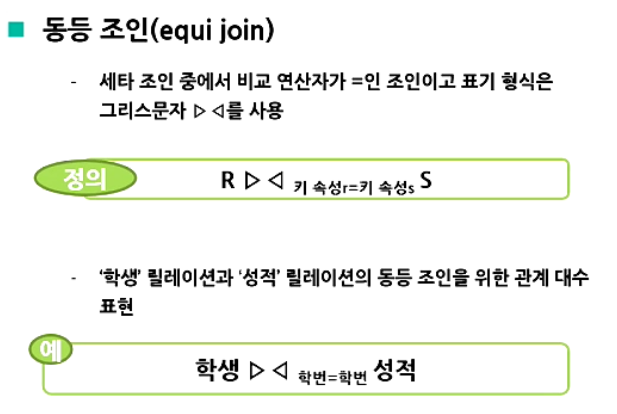 ■ 동등 조인(equi join)
- 세타 조인 중에서 비교 연산자가 =인 조인이고 표기 형식은
그리스문자 ▷◁를 사용
정의
R ▷◁ 키 속성r=키 속성s S
- ‘학생’ 릴레이션과 ‘성적’ 릴레이션의 동등 조인을 위한 관계 대수
표현
예
학생 ▷◁ 학번=학번 성적